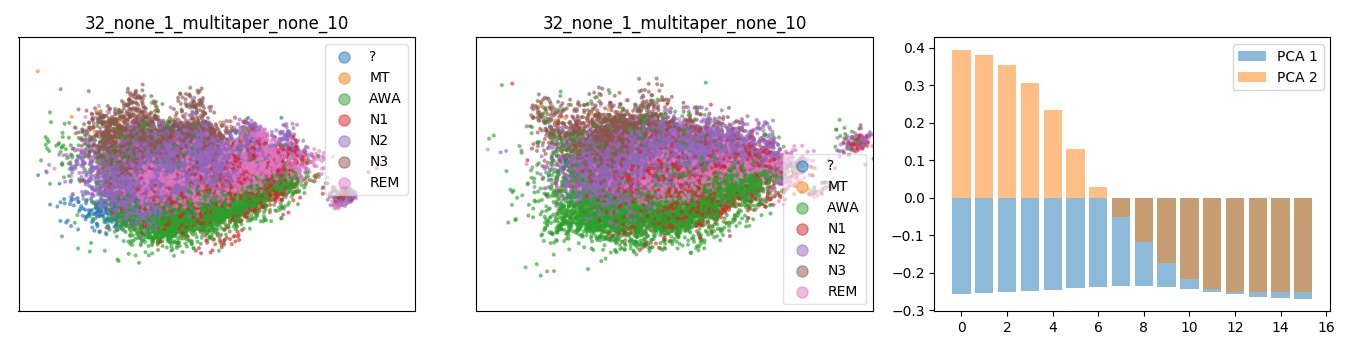 32_none_1_multitaper_none_10
?
MT
AWA
N1
N2
N3
REM
32_none_1_multitaper_none_10
?
MT
AWA
N1
N2
N3
REM
PCA 1
PCA 2
0.4
0.3
0.2
0.1
0.0
−0.1
−0.2
−0.3
0 2 4 6 8 10 12 14 16